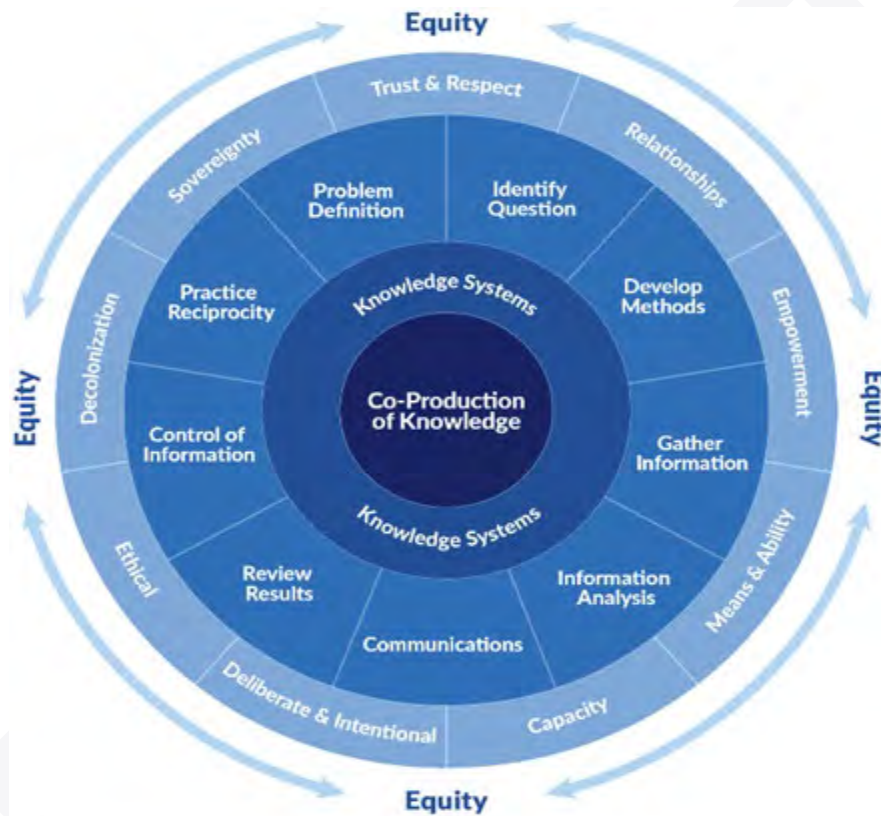 Equity
Trust & Respect
Relationships
Empowerment
Means & Ability
Capacity
Deliberate & Intentional
Ethical
Decolonization
Sovereignty
Equity
Equity
Problem
Definition
Identify
Question
Develop
Methods
Gather
Information
Information
Analysis
Communications
Review
Results
Control of
Information
Practice
Reciprocity
Knowledge Systems
Co-Production
of Knowledge
Knowledge Systems
Equity